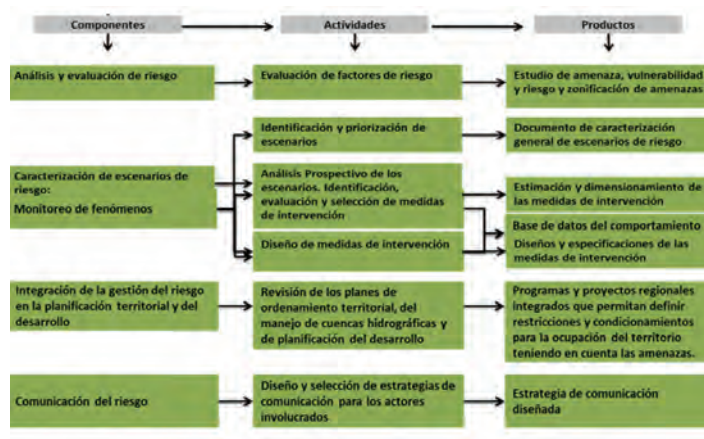 Componentes
Actividades
Productos
Análisis y evaluación de riesgo
Evaluación de factores de riesgo
Estudio de amenaza, vulnerabilidad
y riesgo y zonificación de amenazas
Caracterización de escenarios de
riesgo:
Monitoreo de fenómenos
Identificación y priorización de
escenarios
Documento de caracterización
general de escenarios de riesgo
Análisis Prospectivo de los
escenarios. Identificación,
evaluación y selección de medidas
de intervención
Estimación y dimensionamiento de
las medidas de intervención
Diseño de medidas de intervención
Base de datos del comportamiento
Diseños y especificaciones de las
medidas de intervención
Integración de la gestión del riesgo
en la planificación territorial y del
desarrollo
Revisión de los planes de
ordenamiento territorial, del
manejo de cuencas hidrográficas y
de planificación del desarrollo
Programas y proyectos regionales
integrados que permitan definir
restricciones y condicionamientos
para la ocupación del territorio
teniendo en cuenta las amenazas.
Comunicación del riesgo
Diseño y selección de estrategias de
comunicación para los actores
involucrados
Estrategia de comunicación
diseñada